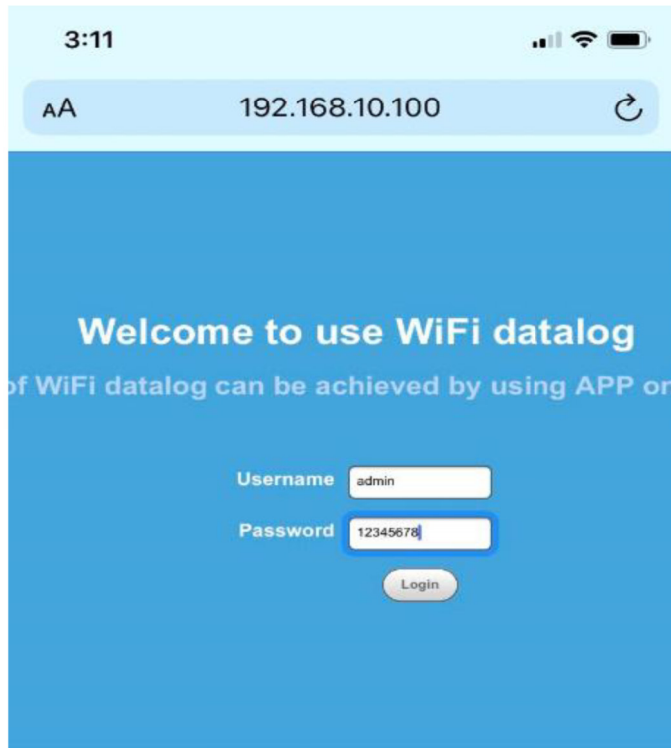 3:11
AA 192.168.10.100
Welcome to use WiFi datalog
of WiFi datalog can be achieved by using APP or
Username admin
Password 12345678
Login